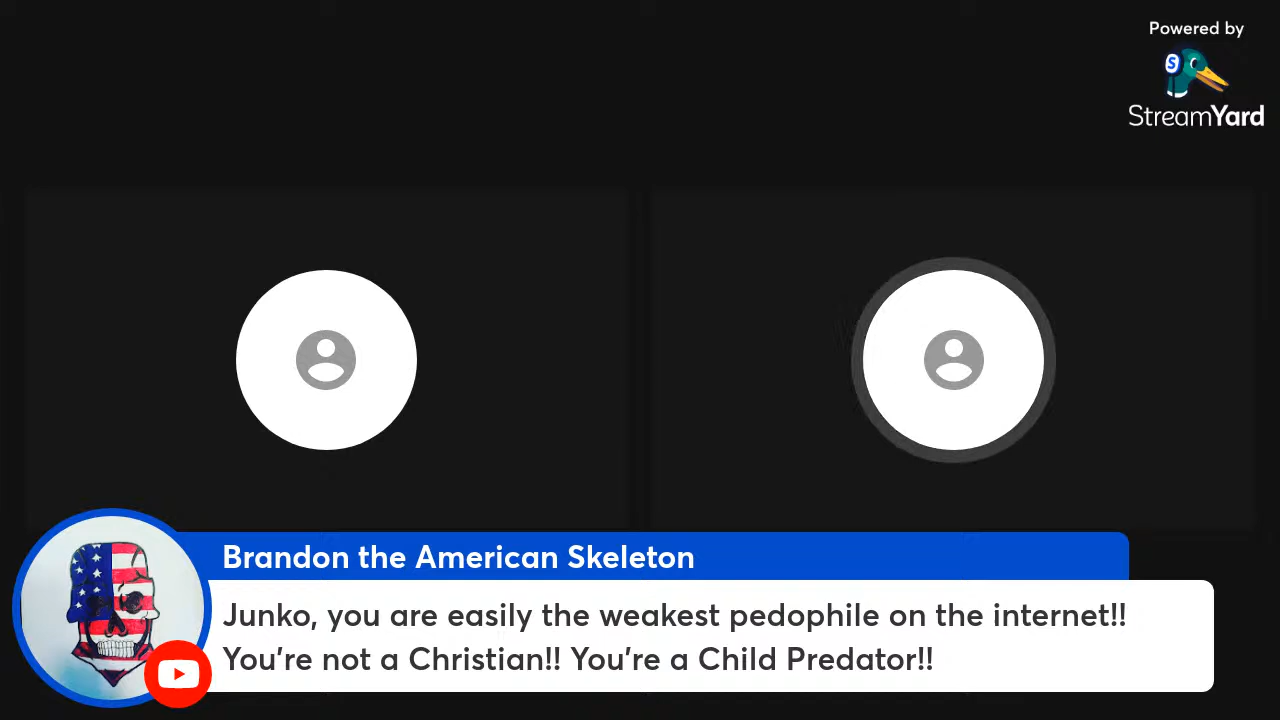 Powered by
S
StreamYard
Brandon the American Skeleton
Junko, you are easily the weakest pedophile on the internet!!
You're not a Christian!! You're a Child Predator!!